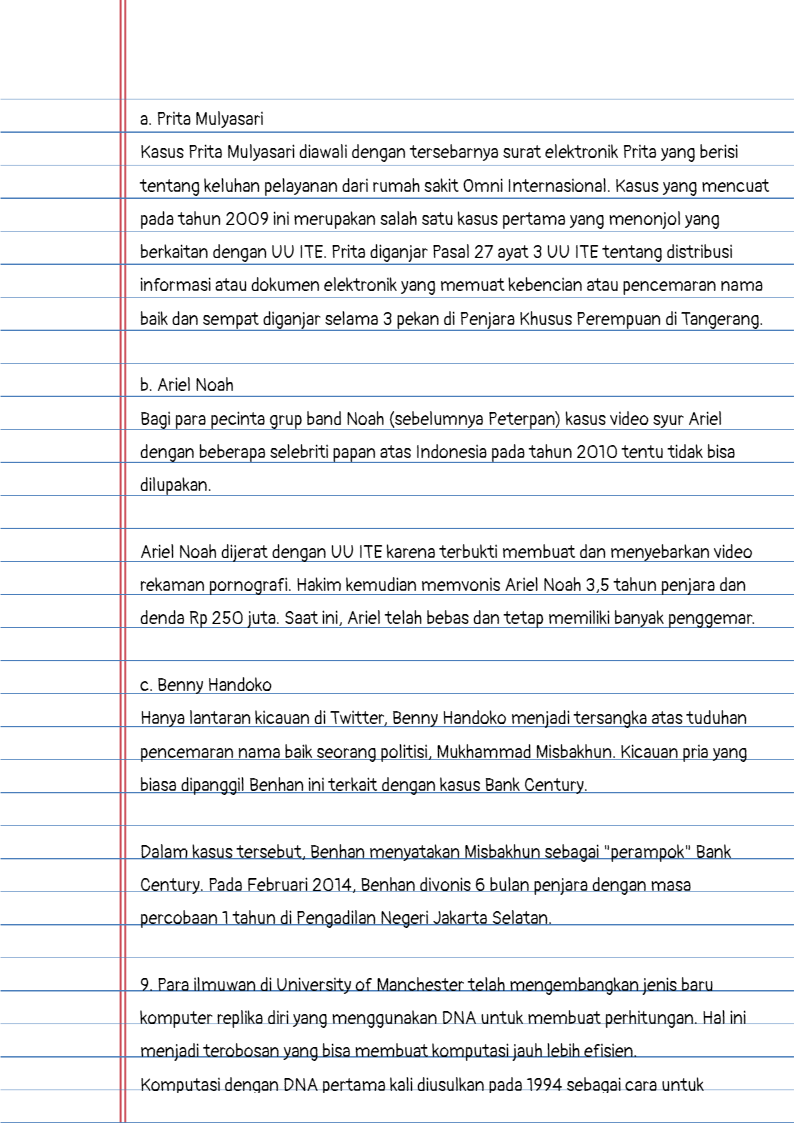 a. Prita Mulyasari
Kasus Prita Mulyasari diawali dengan tersebarnya surat elektronik Prita yang berisi
tentang keluhan pelayanan dari rumah sakit Omni Internasional. Kasus yang mencuat
pada tahun 2009 ini merupakan salah satu kasus pertama yang menonjol yang
berkaitan dengan UU ITE. Prita diganjar Pasal 27 ayat 3 UU ITE tentang distribusi
informasi atau dokumen elektronik yang memuat kebencian atau pencemaran nama
baik dan sempat diganjar selama 3 pekan di Penjara Khusus Perempuan di Tangerang.
b. Ariel Noah
Bagi para pecinta grup band Noah (sebelumnya Peterpan) kasus video syur Ariel
dengan beberapa selebriti papan atas Indonesia pada tahun 2010 tentu tidak bisa
dilupakan.
Ariel Noah dijerat dengan UU ITE karena terbukti membuat dan menyebarkan video
rekaman pornografi. Hakim kemudian memvonis Ariel Noah 3,5 tahun penjara dan
denda Rp 250 juta. Saat ini, Ariel telah bebas dan tetap memiliki banyak penggemar.
c. Benny Handoko
Hanya lantaran kicauan di Twitter, Benny Handoko menjadi tersangka atas tuduhan
pencemaran nama baik seorang politisi, Mukhammad Misbakhun. Kicauan pria yang
biasa dipanggil Benhan ini terkait dengan kasus Bank Century.
Dalam kasus tersebut, Benhan menyatakan Misbakhun sebagai "perampok" Bank
Century. Pada Februari 2014, Benhan divonis 6 bulan penjara dengan masa
percobaan 1 tahun di Pengadilan Negeri Jakarta Selatan.
9. Para ilmuwan di University of Manchester telah mengembangkan jenis baru
komputer replika diri yang menggunakan DNA untuk membuat perhitungan. Hal ini
menjadi terobosan yang bisa membuat komputasi jauh lebih efisien.
Komputasi dengan DNA pertama kali diusulkan pada 1994 sebagai cara untuk